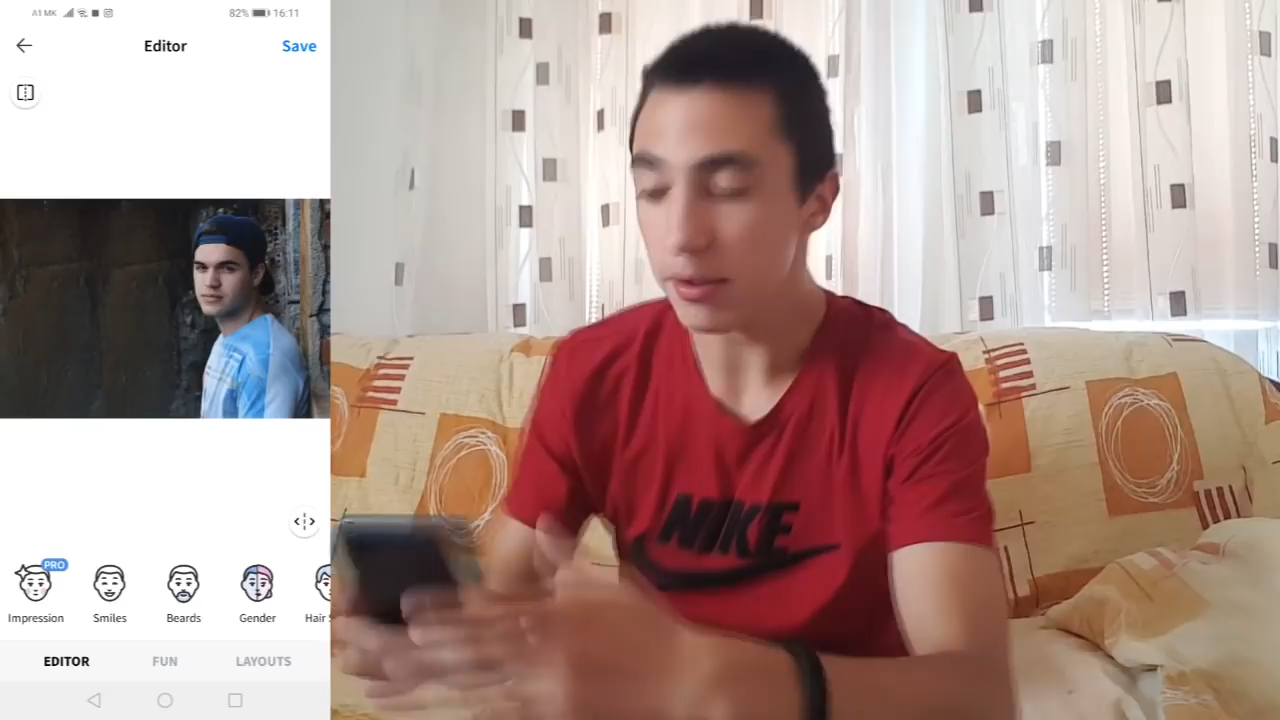 A1 MK 82% 16:11
Editor Save
PRO
Impression Smiles Beards Gender Hair
EDITOR FUN LAYOUTS
NIKE